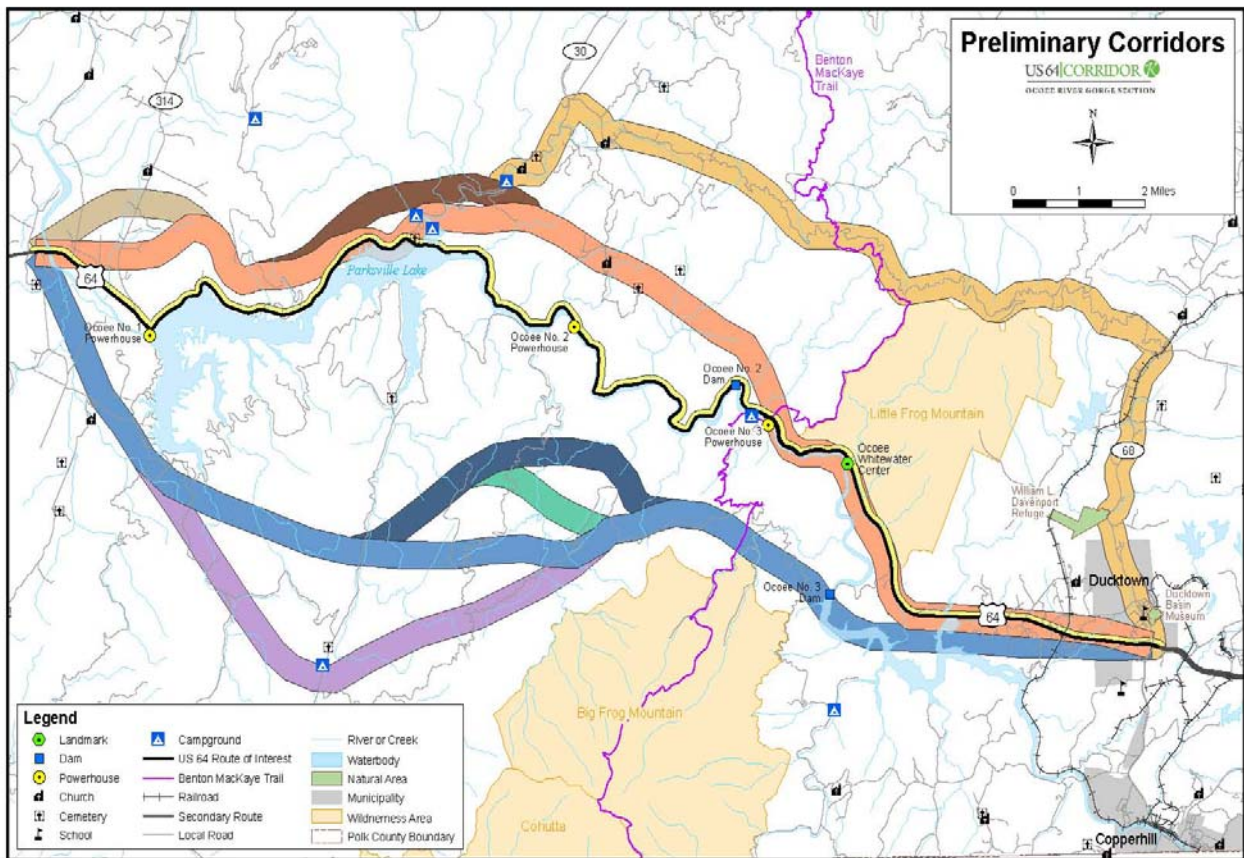 Preliminary Corridors
US64|CORRIDOR
OCOEE RIVER GORGE SECTION
N
0 1 2 Miles
30
314
Benton
MacKaye
Trail
64
Parksville Lake
Ocoee No. 1
Powerhouse
Ocoee No. 2
Powerhouse
Ocoee No. 2
Dam
Ocoee No. 3
Powerhouse
Little Frog Mountain
Ocoee
Whitewater
Center
68
William L.
Davenport
Refuge
Ducktown
Ducktown
Basin
Museum
Ocoee No. 3
Dam
64
Big Frog Mountain
Cohutta
Copperhill
Legend
Landmark
Dam
Powerhouse
Church
Cemetery
School
Campground
US 64 Route of Interest
Benton MacKaye Trail
Railroad
Secondary Route
Local Road
River or Creek
Waterbody
Natural Area
Municipality
Wilderness Area
Polk County Boundary